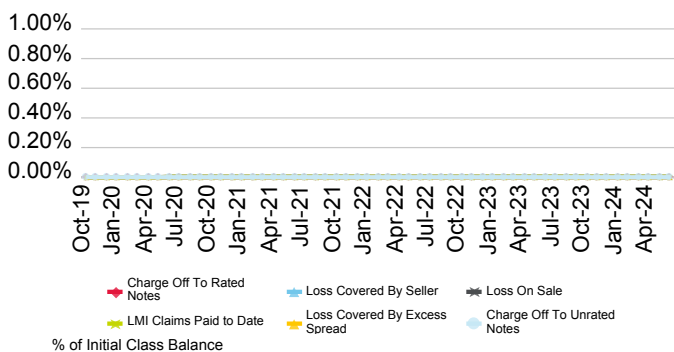 1.00%
0.80%
0.60%
0.40%
0.20%
0.00%
Oct-19
Jan-20
Apr-20
Jul-20
Oct-20
Jan-21
Apr-21
Jul-21
Oct-21
Jan-22
Apr-22
Jul-22
Oct-22
Jan-23
Apr-23
Jul-23
Oct-23
Jan-24
Apr-24
Charge Off To Rated
Notes
Loss Covered By Seller
Loss On Sale
LMI Claims Paid to Date
Loss Covered By Excess
Spread
Charge Off To Unrated
Notes
% of Initial Class Balance